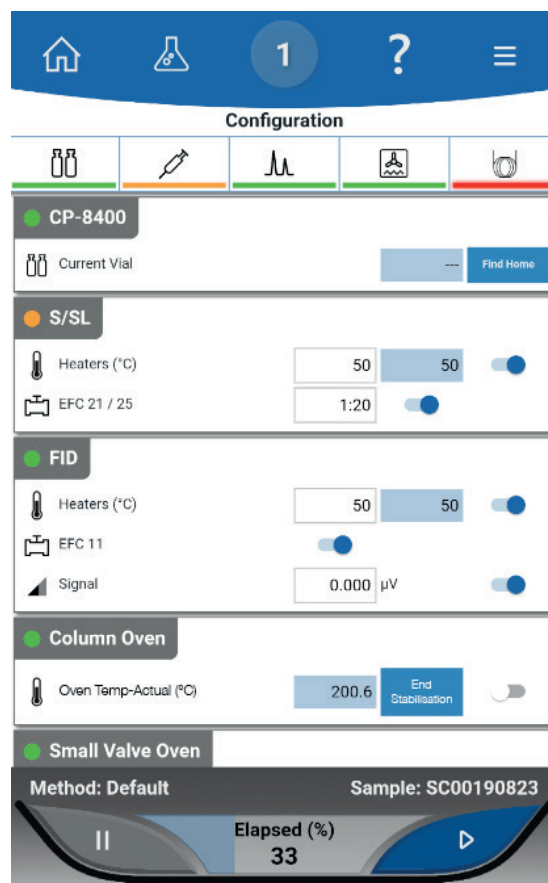 1 ?
Configuration
CP-8400
Current Vial --- Find Home
S/SL
Heaters (°C) 50 50
EFC 21 / 25 1:20
FID
Heaters (°C) 50 50
EFC 11
Signal 0.000 µV
Column Oven
Oven Temp-Actual (°C) 200.6 End
Stabilisation
Small Valve Oven
Method: Default Sample: SC00190823
Elapsed (%)
33